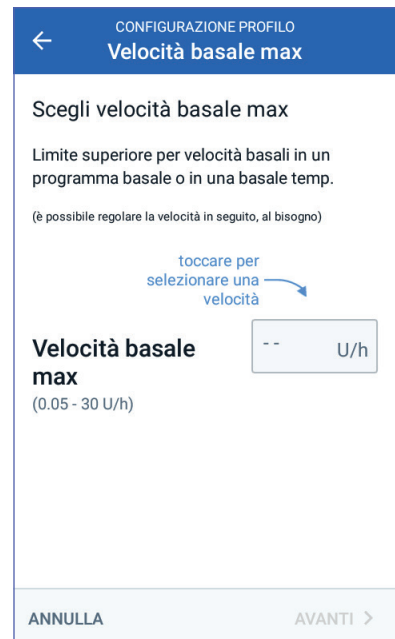 CONFIGURAZIONE PROFILO
Velocità basale max
Scegli velocità basale max
Limite superiore per velocità basali in un
programma basale o in una basale temp.
(è possibile regolare la velocità in seguito, al bisogno)
toccare per
selezionare una
velocità
Velocità basale
max
-- U/h
(0.05 - 30 U/h)
ANNULLA
AVANTI